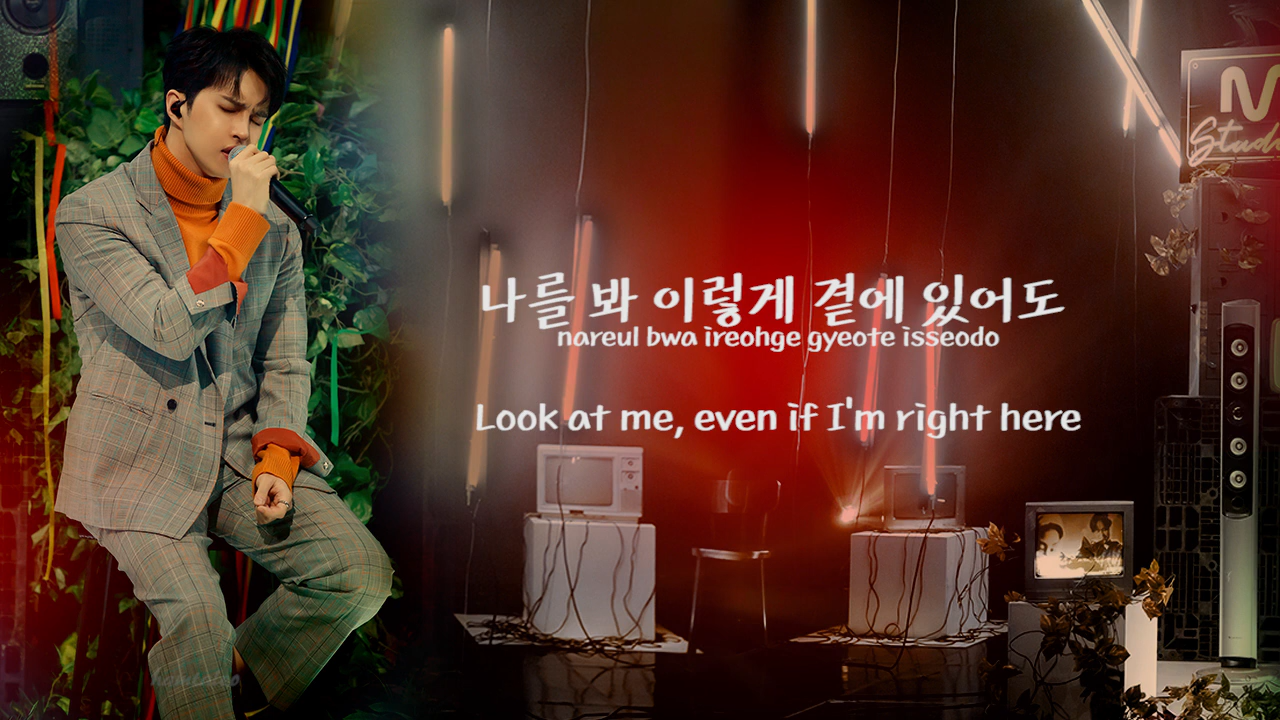 나를 봐 이렇게 곁에 있어도
nareul bwa ireohge gyeote isseodo
Look at me, even if I'm right here
M